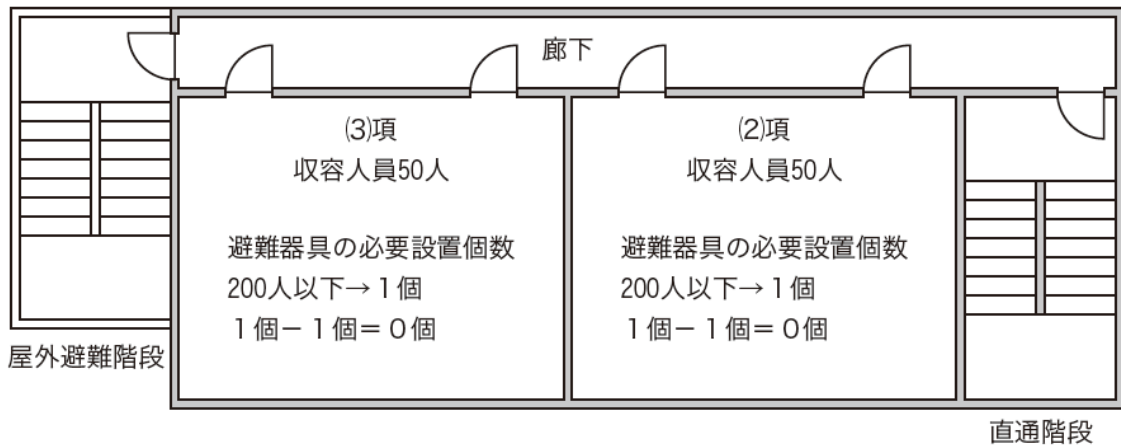 廊下
⑶項
収容人員50人
避難器具の必要設置個数
200人以下→１個
１個－１個＝０個
⑵項
収容人員50人
避難器具の必要設置個数
200人以下→１個
１個－１個＝０個
屋外避難階段
直通階段